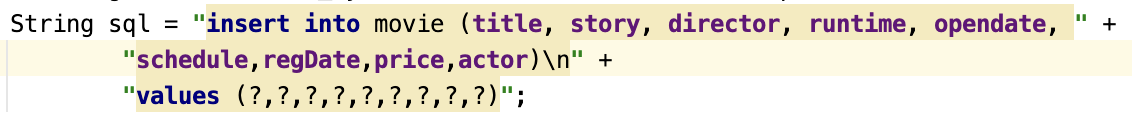 String sql = "insert into movie (title, story, director, runtime, opendate, " +
"schedule,regDate,price,actor)\n" +
"values (?,?,?,?,?,?,?,?,?)";